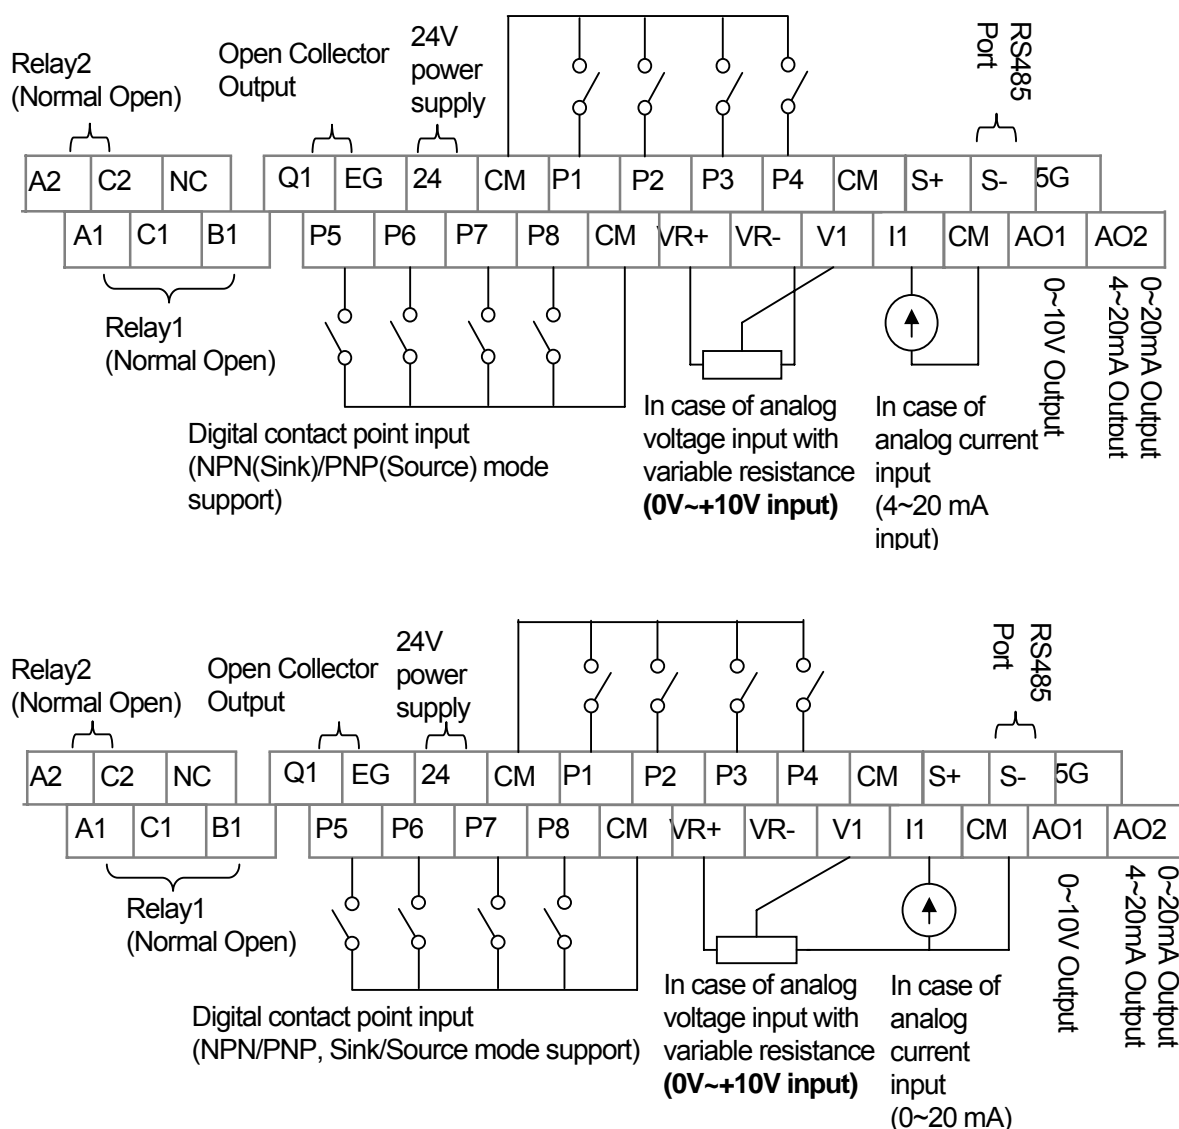 Relay2
(Normal Open)
Open Collector
Output
24V
power
supply
RS485
Port
A2 C2 NC Q1 EG 24 CM P1 P2 P3 P4 CM S+ S- 5G
A1 C1 B1 P5 P6 P7 P8 CM VR+ VR- V1 I1 CM AO1 AO2
Relay1
(Normal Open)
Digital contact point input
(NPN(Sink)/PNP(Source) mode
support)
In case of analog
voltage input with
variable resistance
(0V~+10V input)
In case of
analog current
input
(4~20 mA
input)
0~10V Output
0~20mA Output
4~20mA Output
Relay2
(Normal Open)
Open Collector
Output
24V
power
supply
RS485
Port
A2 C2 NC Q1 EG 24 CM P1 P2 P3 P4 CM S+ S- 5G
A1 C1 B1 P5 P6 P7 P8 CM VR+ VR- V1 I1 CM AO1 AO2
Relay1
(Normal Open)
Digital contact point input
(NPN/PNP, Sink/Source mode support)
In case of analog
voltage input with
variable resistance
(0V~+10V input)
In case of
analog
current
input
(0~20 mA)
0~10V Output
0~20mA Output
4~20mA Output